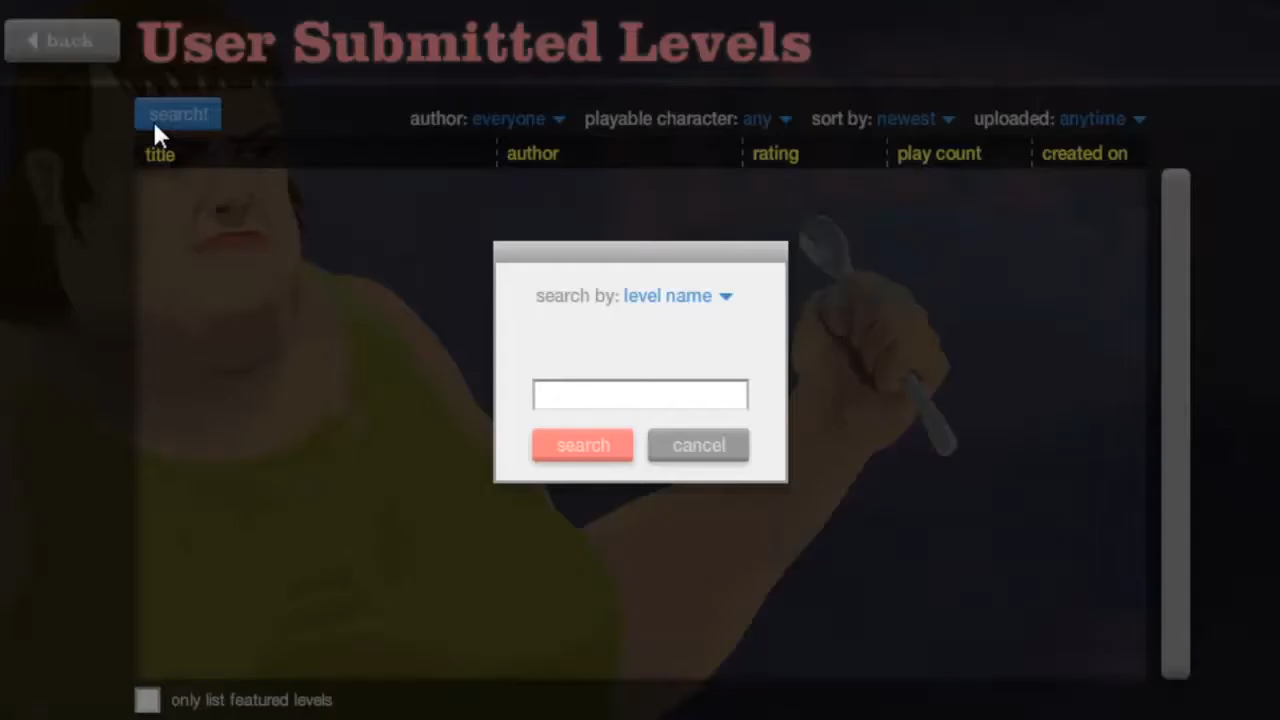 back
User Submitted Levels
search!
author: everyone playable character: any sort by: newest uploaded: anytime
title author rating play count created on
search by: level name
search cancel
only list featured levels